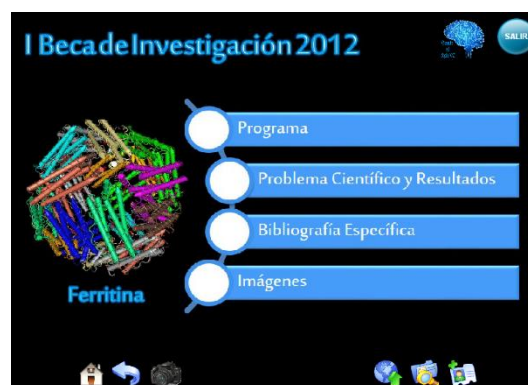 I Beca de Investigación 2012
SALIR
Programa
Problema Científico y Resultados
Bibliografía Específica
Imágenes
Ferritina